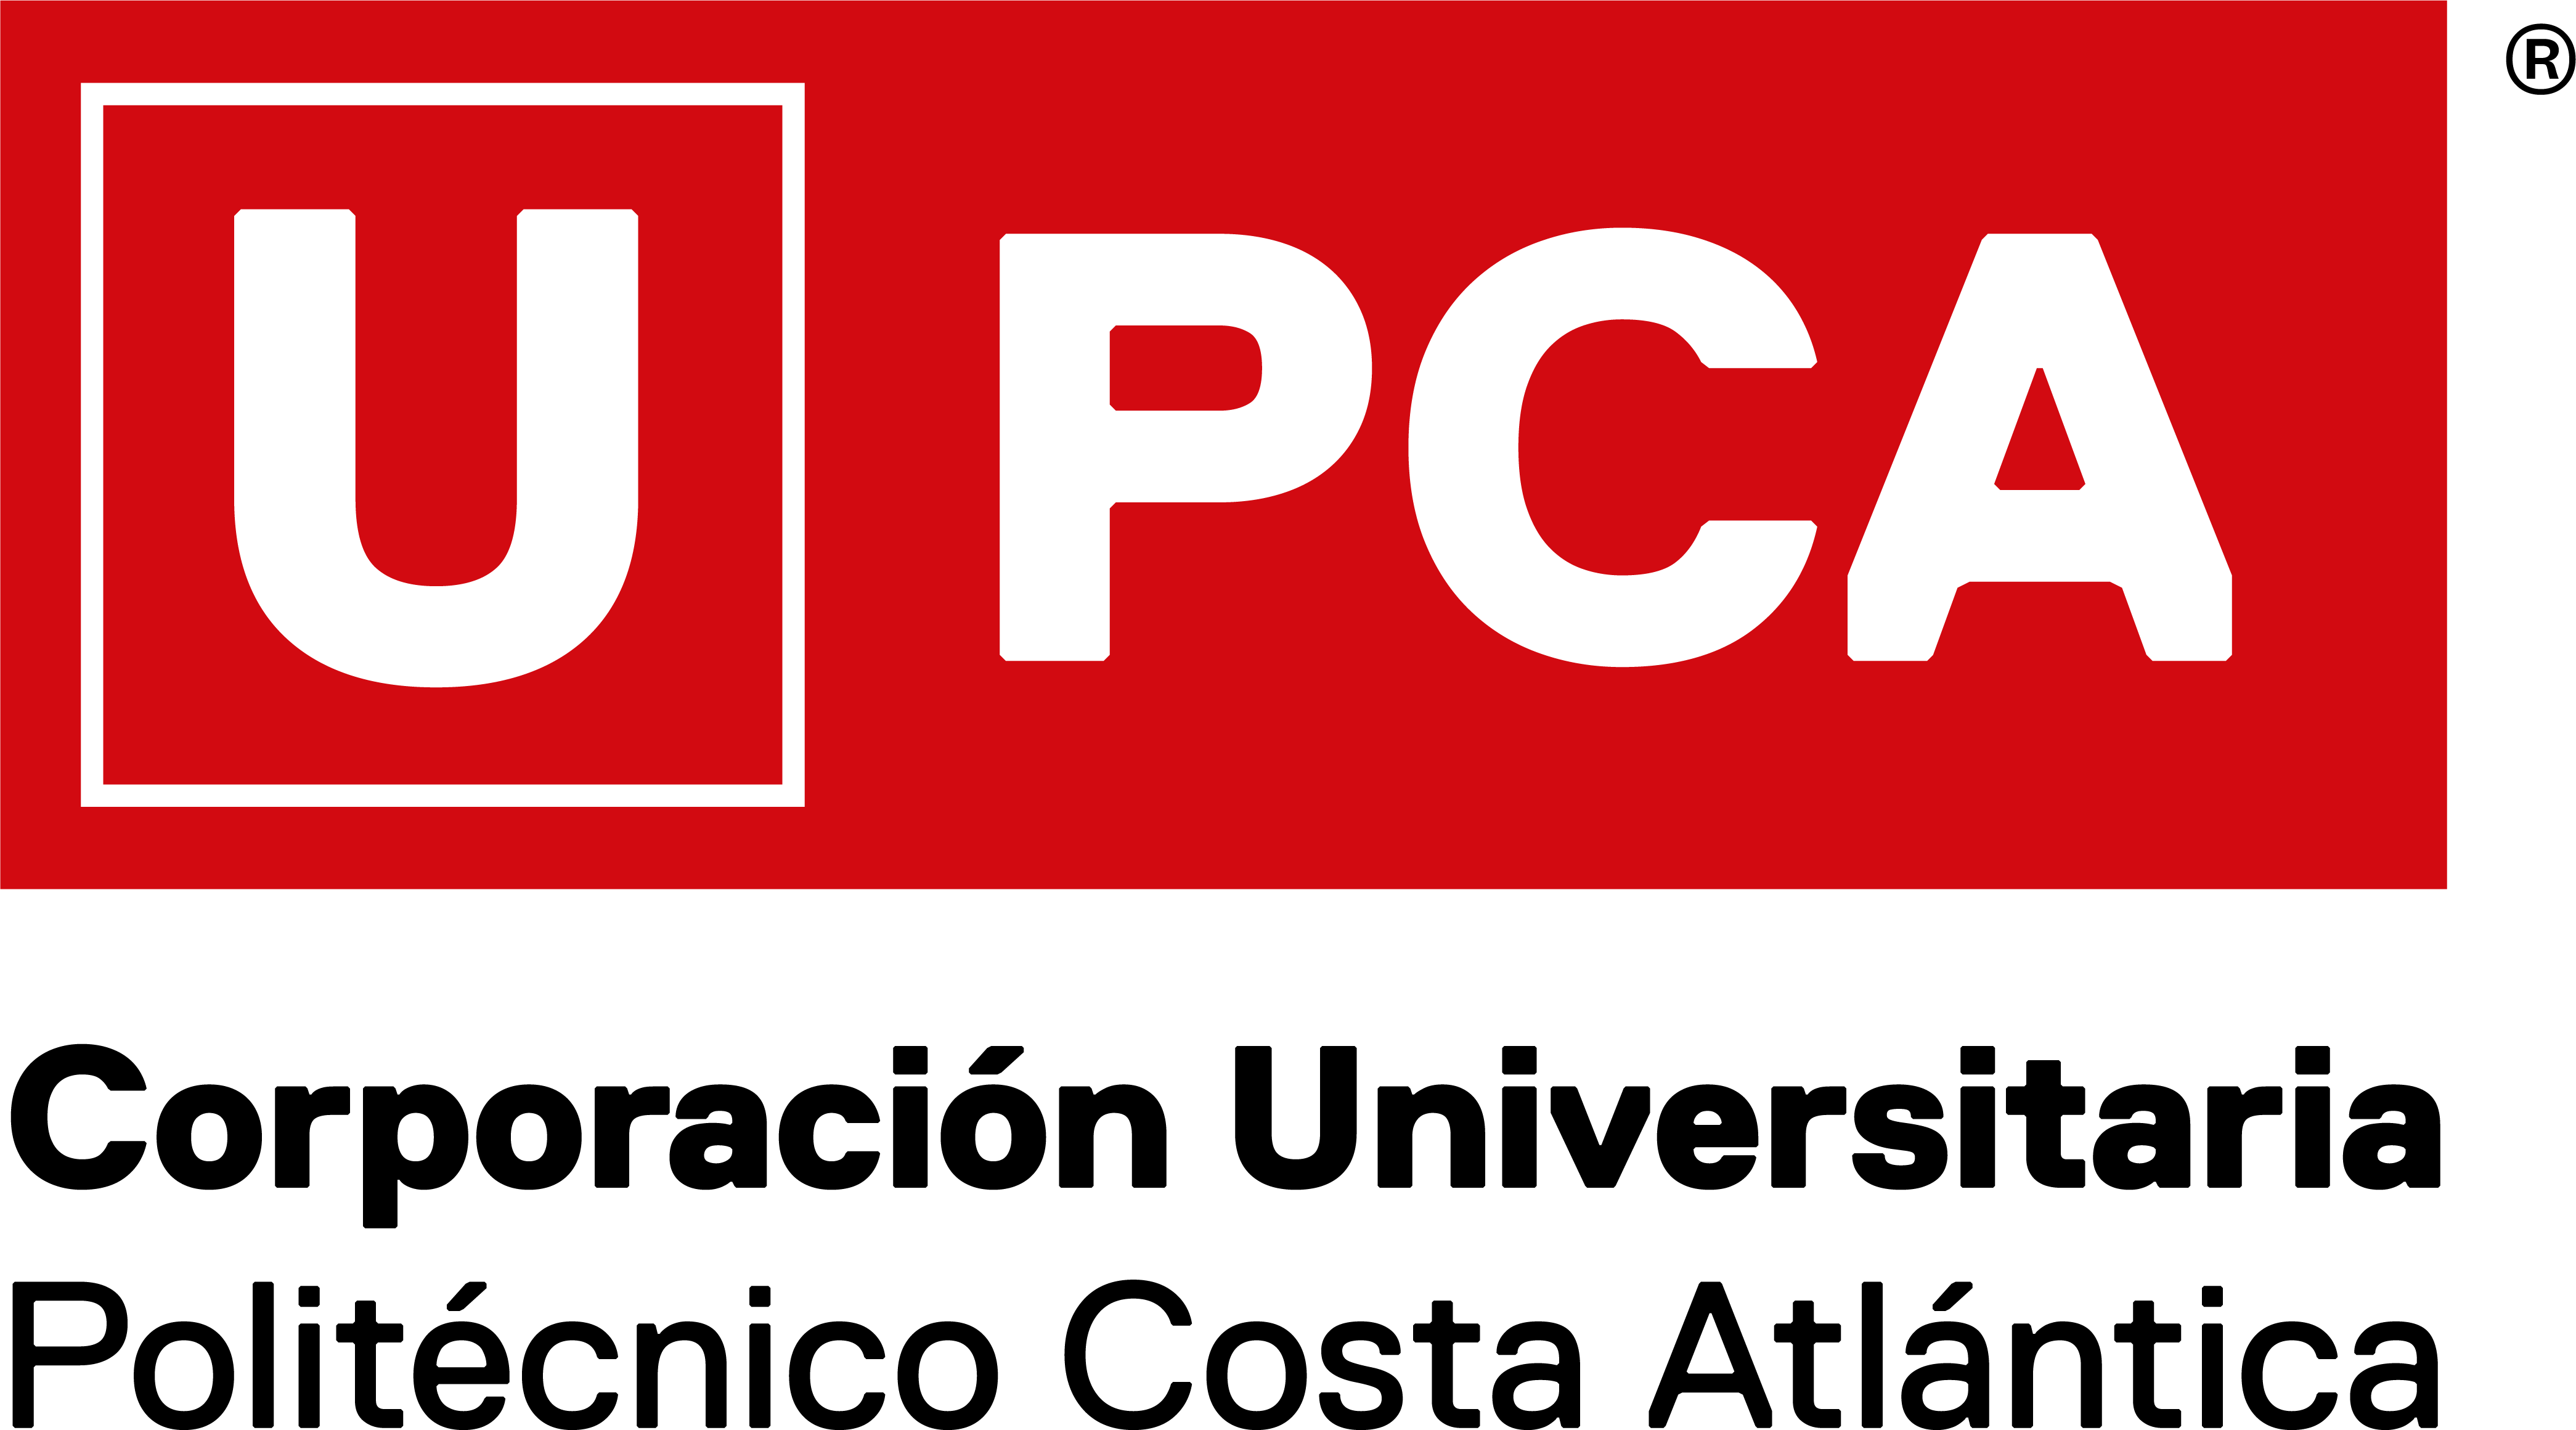 U PCA ®
Corporación Universitaria
Politécnico Costa Atlántica